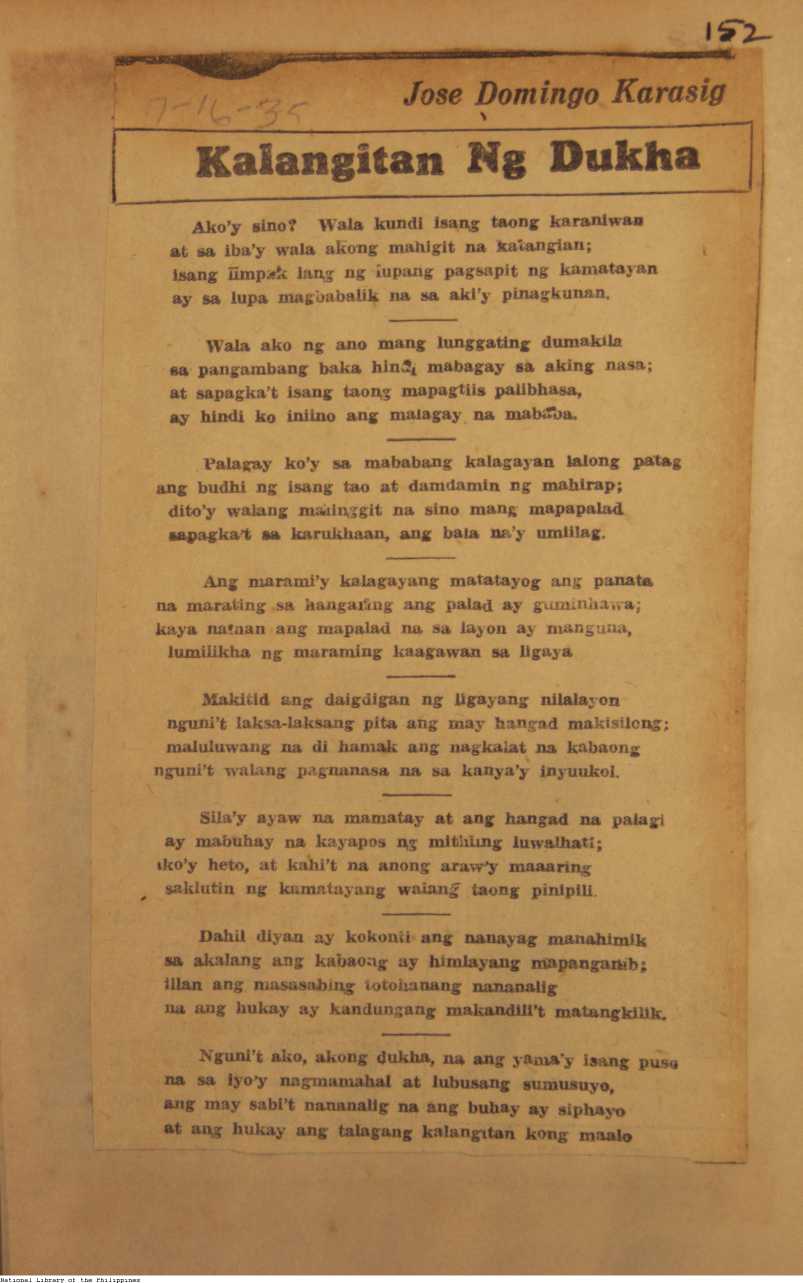 152
7-16-35
Jose Domingo Karasig
Kalangitan Ng Dukha
Ako'y sino? Wala kundi isang taong karaniwan
at sa iba'y wala akong mahigit na katangian;
isang limpak lang ng lupang pagsapit ng kamatayan
ay sa lupa magbabalik na sa aki'y pinagkunan.
Wala ako ng ano mang lunggating dumakila
sa pangambang baka hindi mabagay sa aking nasa;
at sapagka't isang taong mapagtiis palibhasa,
ay hindi ko iniino ang malagay na mababa.
Palagay ko'y sa mababang kalagayan lalong patag
ang budhi ng isang tao at damdamin ng mahirap;
dito'y walang mainggit na sino mang mapapalad
sapagka't sa karukhaan, ang bala na'y umiilag.
Ang marami'y kalagayang matatayog ang panata
na marating sa hangaring ang palad ay guminhawa;
kaya nataan ang mapalad na sa layon ay manguna,
lumilikha ng maraming kaagawan sa ligaya
Makitid ang daigdigan ng ligayang nilalayon
nguni't laksa-laksang pita ang may hangad makisilong;
maluluwang na di hamak ang nagkalat na kabaong
nguni't walang pagnanasa na sa kanya'y inyuukol.
Sila'y ayaw na mamatay at ang hangad na palagi
ay mabuhay na kayapos ng mithiing luwalhati;
ako'y heto, at kahi't na anong araw'y maaaring
saklutin ng kamatayang walang taong pinipili.
Dahil diyan ay kokonti ang nanayag manahimik
sa akalang ang kabaong ay himlayang mapanganib;
iilan ang masasabing totohanang nananalig
na ang hukay ay kandungang makandili't matangkilik.
Nguni't ako, akong dukha, na ang yama'y isang puso
na sa iyo'y nagmamahal at lubusang sumusuyo,
ang may sabi't nananalig na ang buhay ay siphayo
at ang hukay ang talagang kalangitan kong maalo
National Library of the Philippines